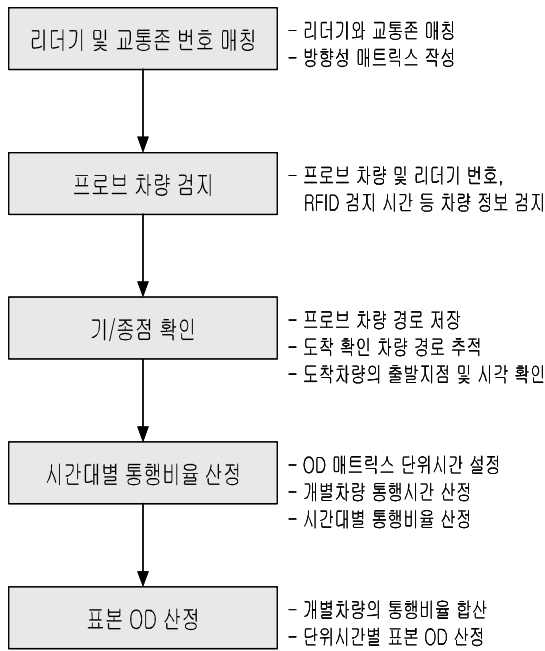 리더기 및 교통존 번호 매칭
- 리더기와 교통존 매칭
- 방향성 매트릭스 작성
프로브 차량 검지
- 프로브 차량 및 리더기 번호,
RFID 검지 시간 등 차량 정보 검지
기/종점 확인
- 프로브 차량 경로 저장
- 도착 확인 차량 경로 추적
- 도착차량의 출발지점 및 시각 확인
시간대별 통행비율 산정
- OD 매트릭스 단위시간 설정
- 개별차량 통행시간 산정
- 시간대별 통행비율 산정
표본 OD 산정
- 개별차량의 통행비율 합산
- 단위시간별 표본 OD 산정